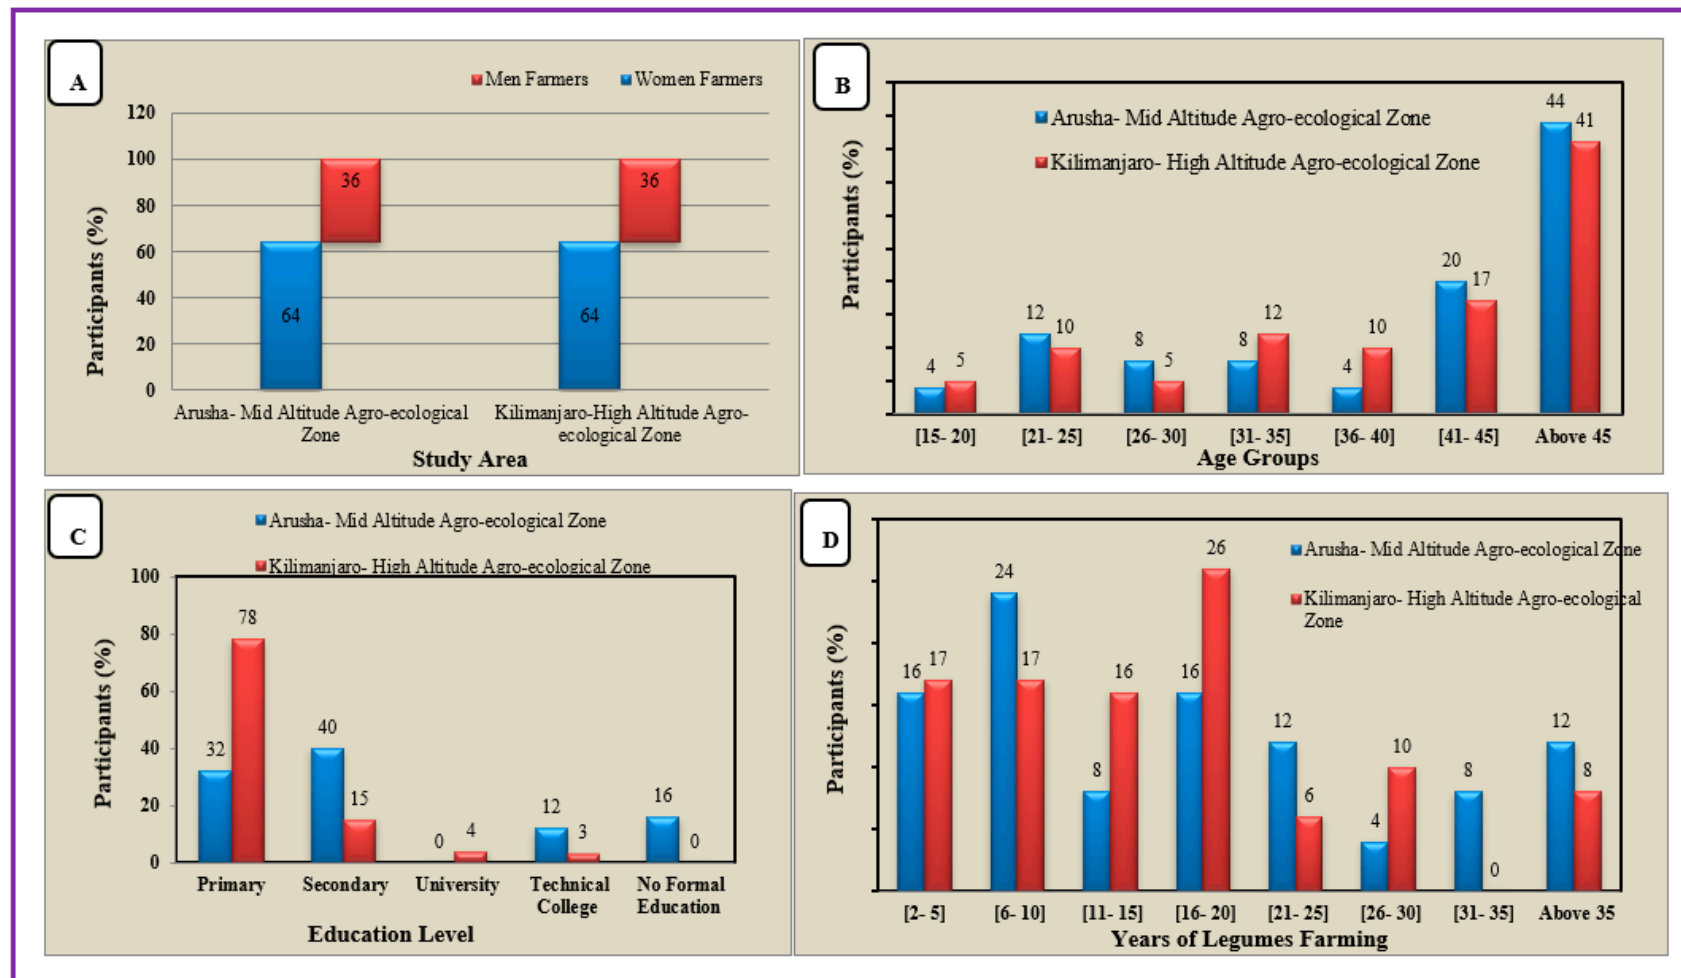 A
Men Farmers
Women Farmers
Participants (%)
120
100
80
60
40
20
0
36
36
64
64
Arusha- Mid Altitude Agro-ecological
Zone
Kilimanjaro-High Altitude Agro-
ecological Zone
Study Area
B
Arusha- Mid Altitude Agro-ecological Zone
Kilimanjaro- High Altitude Agro-ecological Zone
Participants (%)
4
5
12
10
8
5
8
12
4
10
20
17
44
41
[15- 20]
[21- 25]
[26- 30]
[31- 35]
[36- 40]
[41- 45]
Above 45
Age Groups
C
Arusha- Mid Altitude Agro-ecological Zone
Kilimanjaro- High Altitude Agro-ecological Zone
Participants (%)
100
80
60
40
20
0
32
78
40
15
0
4
12
3
16
0
Primary
Secondary
University
Technical
College
No Formal
Education
Education Level
D
Arusha- Mid Altitude Agro-ecological Zone
Kilimanjaro- High Altitude Agro-ecological
Zone
Participants (%)
16
17
24
17
8
16
16
26
12
6
4
10
8
0
12
8
[2- 5]
[6- 10]
[11- 15]
[16- 20]
[21- 25]
[26- 30]
[31- 35]
Above 35
Years of Legumes Farming